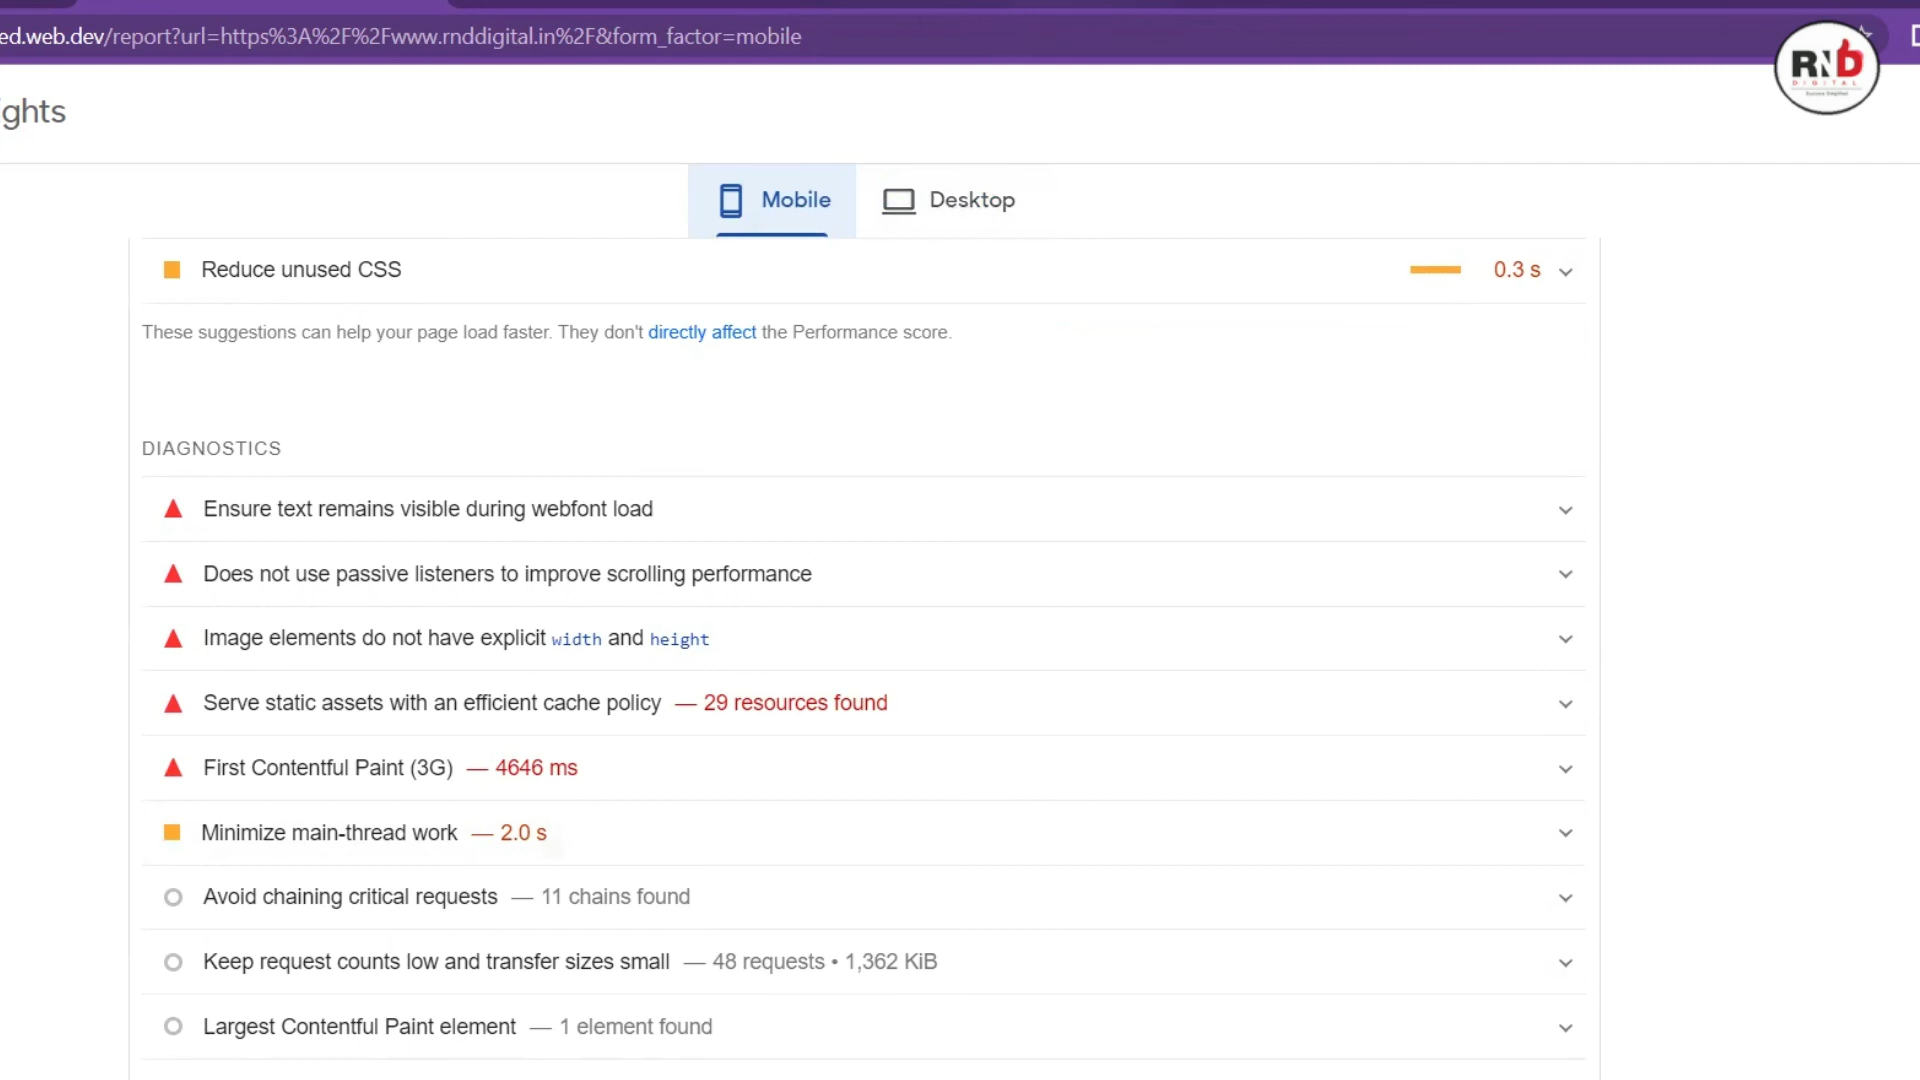 ed.web.dev/report?url=https%3A%2F%2Fwww.rnddigital.in%2F&form_factor=mobile
RND
DIGITAL
Success Simplified
ghts
Mobile
Desktop
Reduce unused CSS
0.3 s
These suggestions can help your page load faster. They don't directly affect the Performance score.
DIAGNOSTICS
Ensure text remains visible during webfont load
Does not use passive listeners to improve scrolling performance
Image elements do not have explicit width and height
Serve static assets with an efficient cache policy — 29 resources found
First Contentful Paint (3G) — 4646 ms
Minimize main-thread work — 2.0 s
Avoid chaining critical requests — 11 chains found
Keep request counts low and transfer sizes small — 48 requests • 1,362 KiB
Largest Contentful Paint element — 1 element found